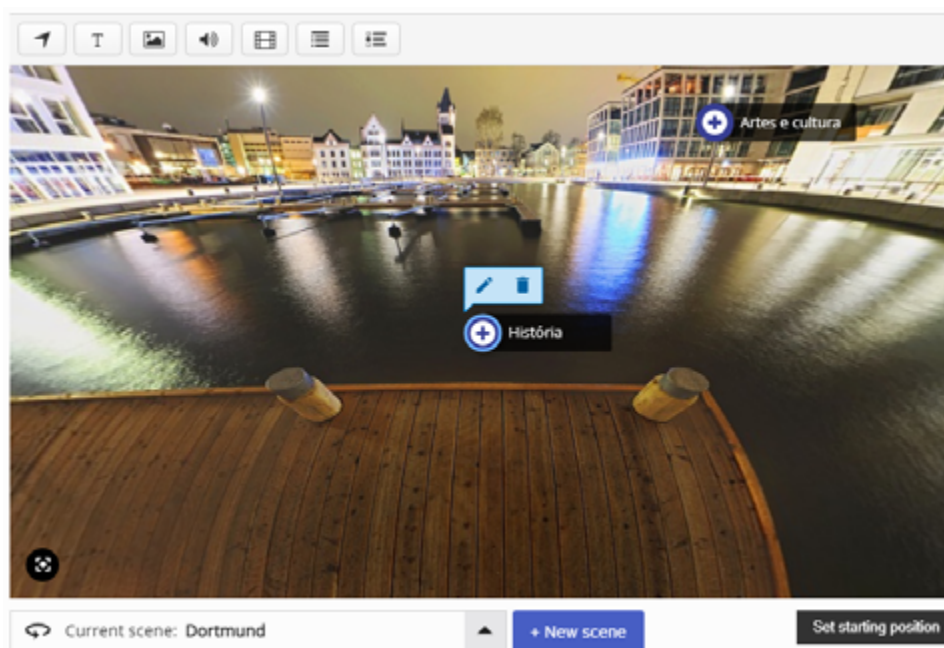 T
Artes e cultura
História
Current scene: Dortmund
+ New scene
Set starting position